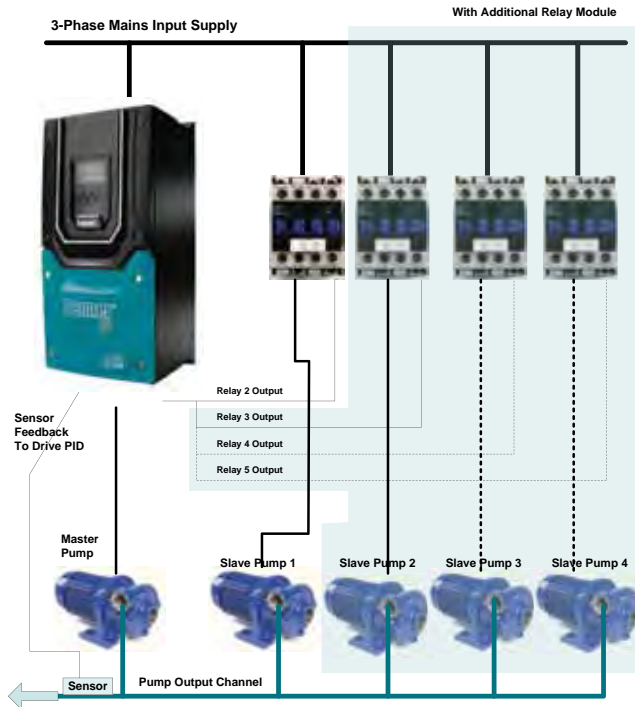 With Additional Relay Module
3-Phase Mains Input Supply
Relay 2 Output
Relay 3 Output
Relay 4 Output
Relay 5 Output
Sensor
Feedback
To Drive PID
Master
Pump
Slave Pump 1
Slave Pump 2
Slave Pump 3
Slave Pump 4
Sensor
Pump Output Channel